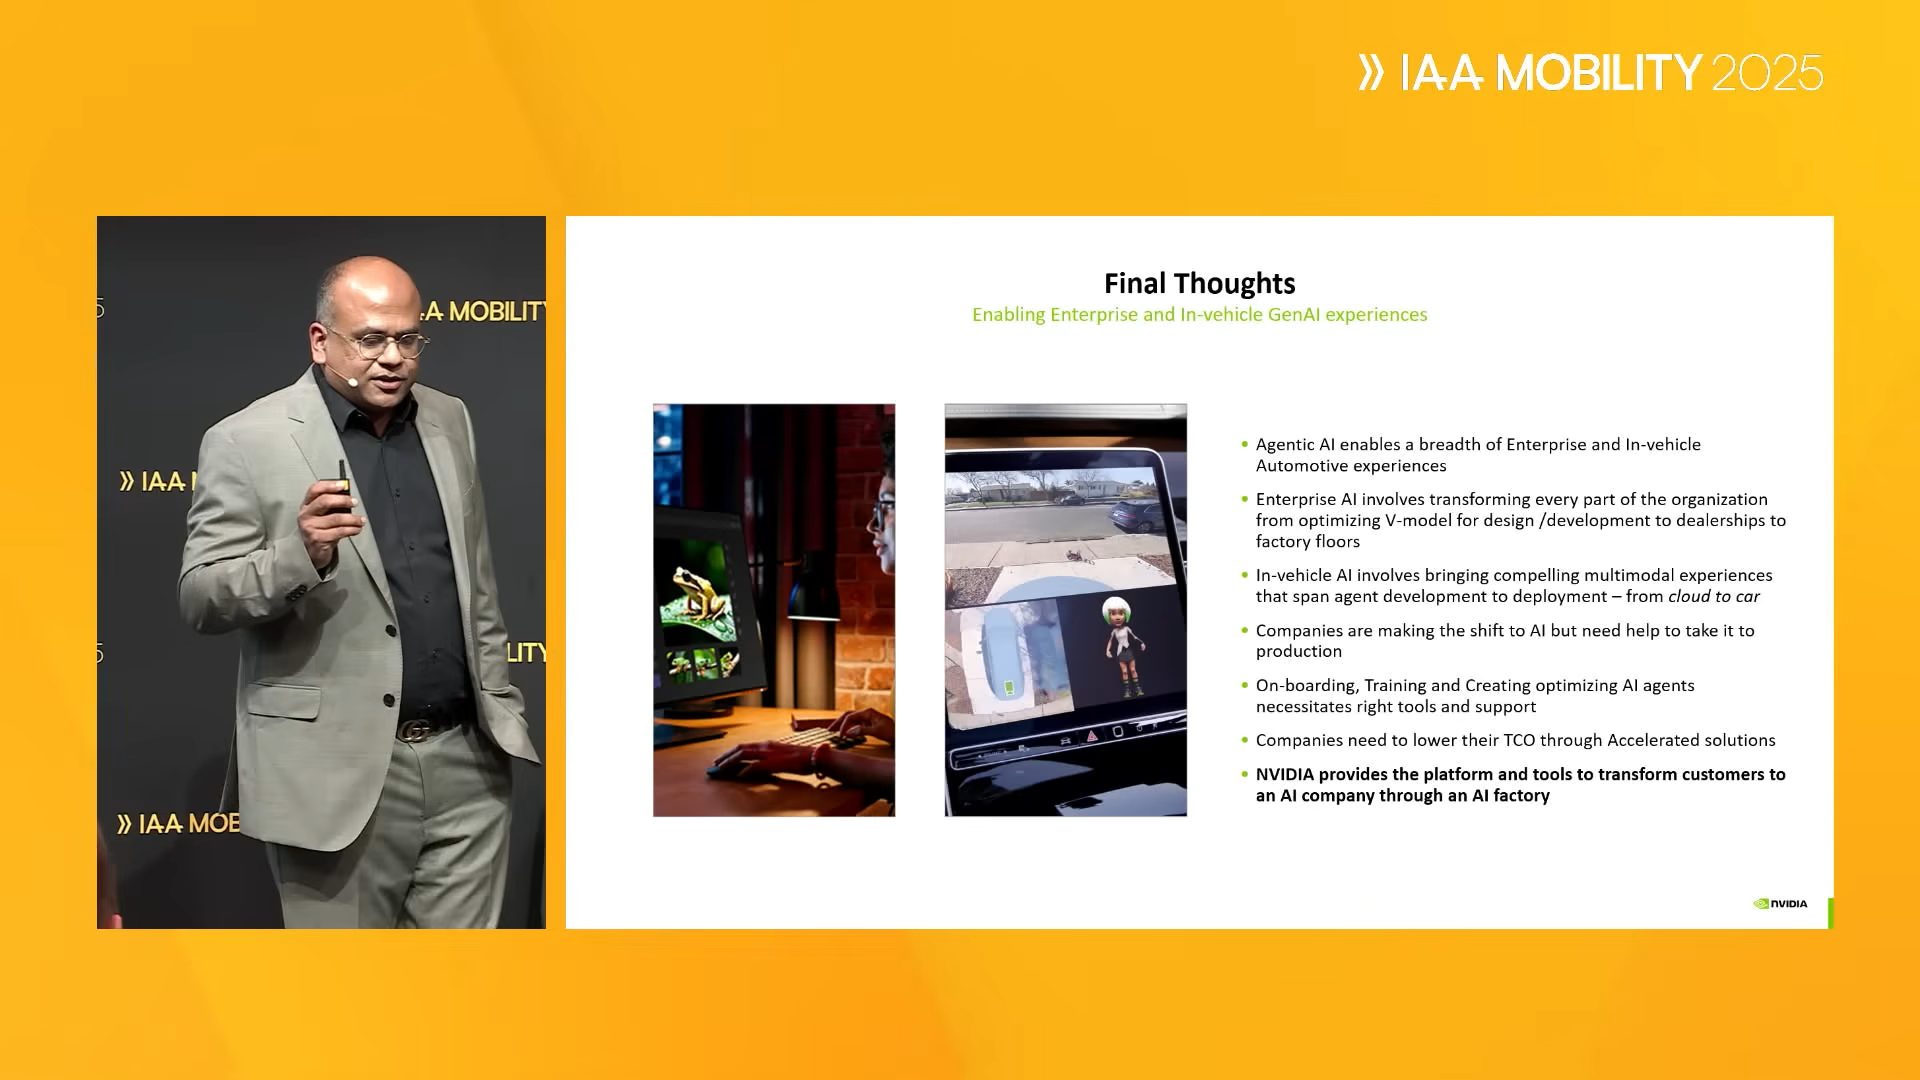 » IAA MOBILITY 2025
5
AA MOBILITY
» IAA M
5
LITY
» IAA MOB
Final Thoughts
Enabling Enterprise and In-vehicle GenAI experiences
• Agentic AI enables a breadth of Enterprise and In-vehicle
Automotive experiences
• Enterprise AI involves transforming every part of the organization
from optimizing V-model for design /development to dealerships to
factory floors
• In-vehicle AI involves bringing compelling multimodal experiences
that span agent development to deployment – from cloud to car
• Companies are making the shift to AI but need help to take it to
production
• On-boarding, Training and Creating optimizing AI agents
necessitates right tools and support
• Companies need to lower their TCO through Accelerated solutions
• NVIDIA provides the platform and tools to transform customers to
an AI company through an AI factory
NVIDIA